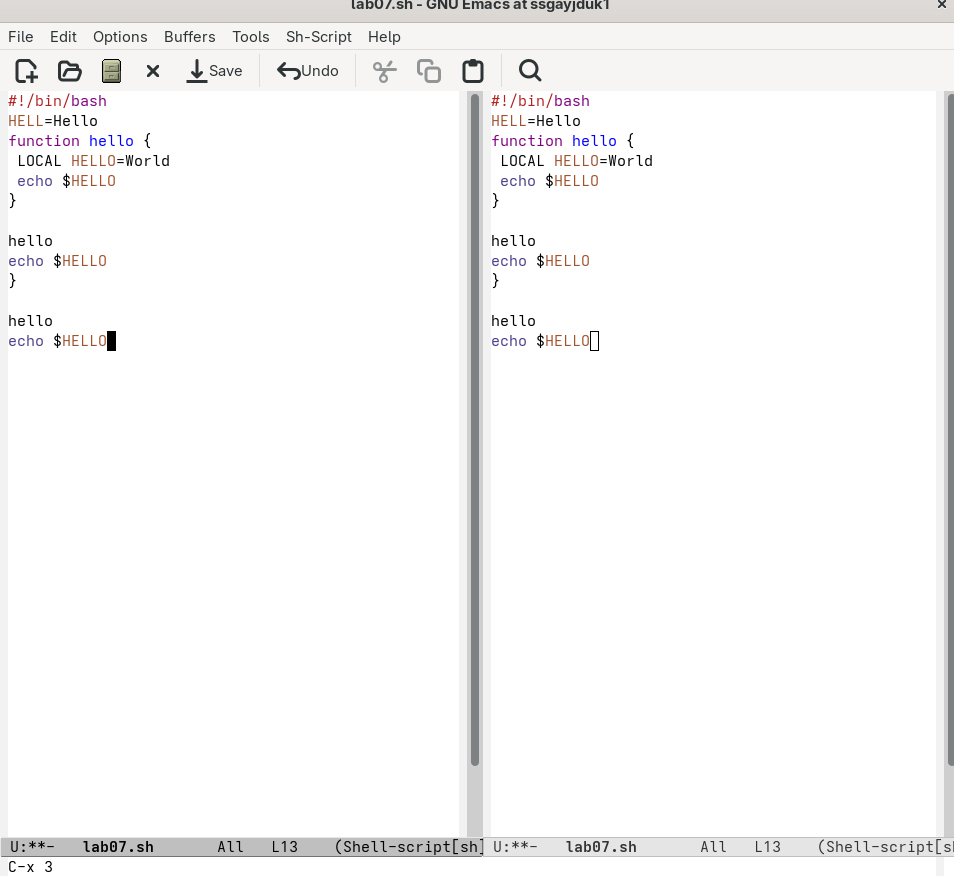 lab07.sh - GNU Emacs at ssgayjduk1
File Edit Options Buffers Tools Sh-Script Help
Save Undo
#!/bin/bash
HELL=Hello
function hello {
 LOCAL HELLO=World
 echo $HELLO
}
hello
echo $HELLO
}
hello
echo $HELLO
U:**- lab07.sh All L13 (Shell-script[sh]
#!/bin/bash
HELL=Hello
function hello {
 LOCAL HELLO=World
 echo $HELLO
}
hello
echo $HELLO
}
hello
echo $HELLO
U:**- lab07.sh All L13 (Shell-script[sh
C-x 3